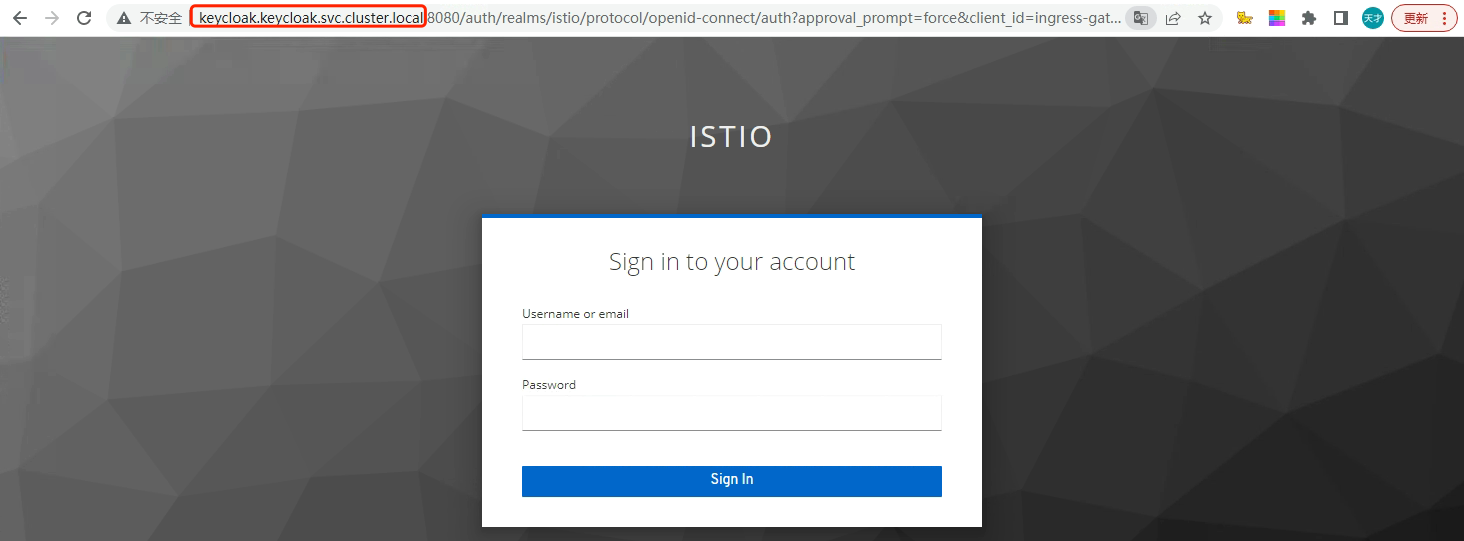 不安全 keycloak.keycloak.svc.cluster.local:8080/auth/realms/istio/protocol/openid-connect/auth?approval_prompt=force&client_id=ingress-gat... 天才 更新
ISTIO
Sign in to your account
Username or email
Password
Sign In